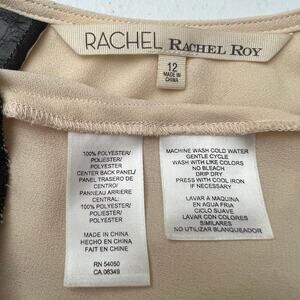 RACHEL RACHEL ROY
12
MADE IN
CHINA
100% POLYESTER/
POLIESTER/
POLYESTER
CENTER BACK PANEL/
PANEL TRASERO DE
CENTRO/
PANNEAU ARRIERE
CENTRAL:
100% POLYESTER/
POLIESTER/
POLYESTER
MADE IN CHINA/
HECHO EN CHINA/
FAIT EN CHINE
RN 54050
CA 06349
MACHINE WASH COLD WATER
GENTLE CYCLE
WASH WITH LIKE COLORS
NO BLEACH
DRIP DRY
PRESS WITH COOL IRON
IF NECESSARY
LAVAR A MAQUINA
EN AGUA FRIA
CICLO SUAVE
LAVAR CON COLORES
SIMILARES
NO UTILIZAR BLANQUEADOR